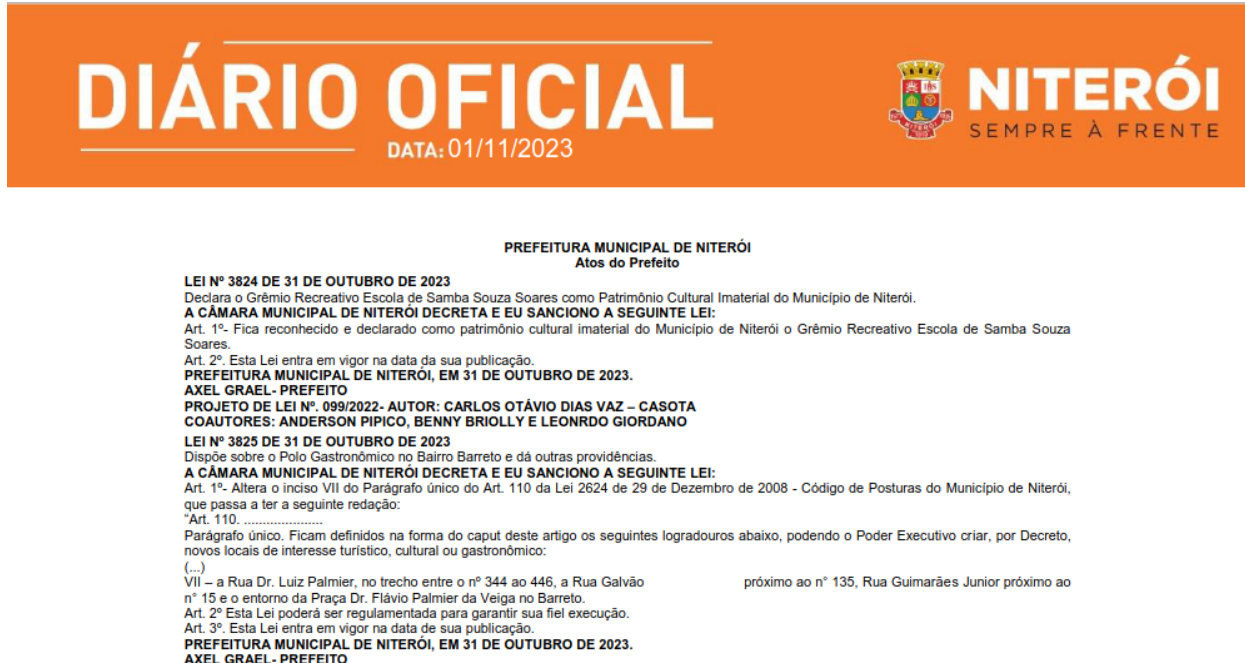 DIÁRIO OFICIAL
DATA: 01/11/2023
NITERÓI
SEMPRE À FRENTE
PREFEITURA MUNICIPAL DE NITERÓI
Atos do Prefeito
LEI Nº 3824 DE 31 DE OUTUBRO DE 2023
Declara o Grêmio Recreativo Escola de Samba Souza Soares como Patrimônio Cultural Imaterial do Município de Niterói.
A CÂMARA MUNICIPAL DE NITERÓI DECRETA E EU SANCIONO A SEGUINTE LEI:
Art. 1º- Fica reconhecido e declarado como patrimônio cultural imaterial do Município de Niterói o Grêmio Recreativo Escola de Samba Souza
Soares.
Art. 2º. Esta Lei entra em vigor na data da sua publicação.
PREFEITURA MUNICIPAL DE NITERÓI, EM 31 DE OUTUBRO DE 2023.
AXEL GRAEL- PREFEITO
PROJETO DE LEI Nº. 099/2022- AUTOR: CARLOS OTÁVIO DIAS VAZ – CASOTA
COAUTORES: ANDERSON PIPICO, BENNY BRIOLLY E LEONRDO GIORDANO
LEI Nº 3825 DE 31 DE OUTUBRO DE 2023
Dispõe sobre o Polo Gastronômico no Bairro Barreto e dá outras providências.
A CÂMARA MUNICIPAL DE NITERÓI DECRETA E EU SANCIONO A SEGUINTE LEI:
Art. 1º- Altera o inciso VII do Parágrafo único do Art. 110 da Lei 2624 de 29 de Dezembro de 2008 - Código de Posturas do Município de Niterói,
que passa a ter a seguinte redação:
“Art. 110. ......................
Parágrafo único. Ficam definidos na forma do caput deste artigo os seguintes logradouros abaixo, podendo o Poder Executivo criar, por Decreto,
novos locais de interesse turístico, cultural ou gastronômico:
(...)
VII – a Rua Dr. Luiz Palmier, no trecho entre o nº 344 ao 446, a Rua Galvão próximo ao n° 135, Rua Guimarães Junior próximo ao
n° 15 e o entorno da Praça Dr. Flávio Palmier da Veiga no Barreto.
Art. 2º Esta Lei poderá ser regulamentada para garantir sua fiel execução.
Art. 3º. Esta Lei entra em vigor na data de sua publicação.
PREFEITURA MUNICIPAL DE NITERÓI, EM 31 DE OUTUBRO DE 2023.
AXEL GRAEL- PREFEITO